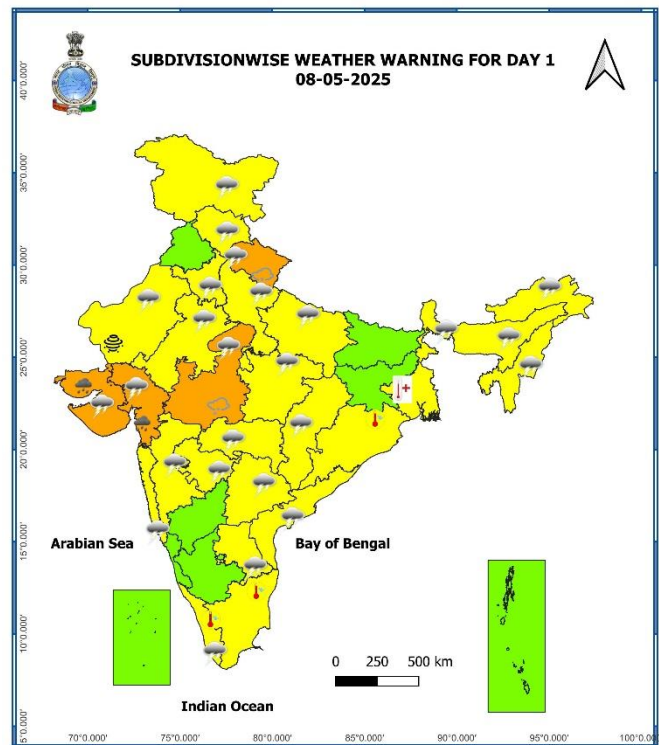 SUBDIVISIONWISE WEATHER WARNING FOR DAY 1
08-05-2025
40°0.000'
35°0.000'
30°0.000'
25°0.000'
20°0.000'
15°0.000'
10°0.000'
5°0.000'
Arabian Sea
Bay of Bengal
0 250 500 km
Indian Ocean
70°0.000' 75°0.000' 80°0.000' 85°0.000' 90°0.000' 95°0.000' 100°0.0